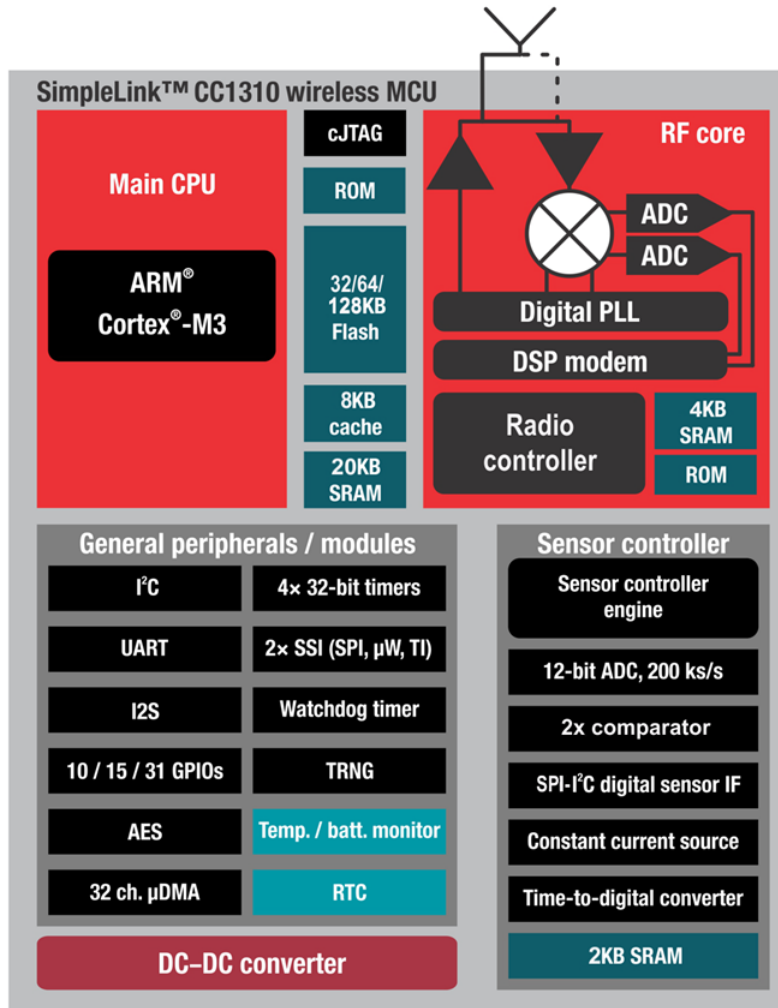 SimpleLink™ CC1310 wireless MCU
Main CPU
ARM®
Cortex®-M3
cJTAG
ROM
32/64/
128KB
Flash
8KB
cache
20KB
SRAM
RF core
ADC
ADC
Digital PLL
DSP modem
Radio
controller
4KB
SRAM
ROM
General peripherals / modules
I²C
4× 32-bit timers
UART
2× SSI (SPI, µW, TI)
I2S
Watchdog timer
10 / 15 / 31 GPIOs
TRNG
AES
Temp. / batt. monitor
32 ch. µDMA
RTC
Sensor controller
Sensor controller
engine
12-bit ADC, 200 ks/s
2x comparator
SPI-I²C digital sensor IF
Constant current source
Time-to-digital converter
2KB SRAM
DC–DC converter